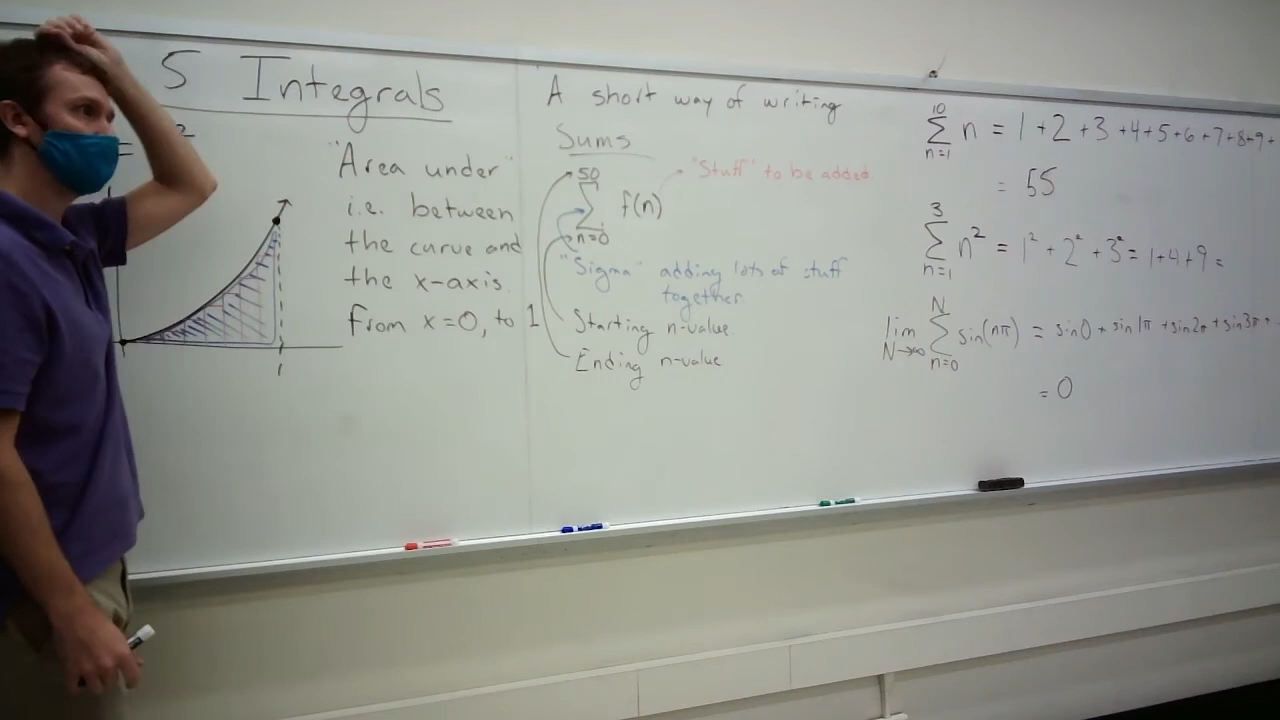 5 Integrals
= 2
"Area under"
i.e. between
the curve and
the x-axis.
From x=0, to 1
1
A short way of writing
Sums
50
∑ f(n)
n=0
"Stuff" to be added.
"Sigma" adding lots of stuff
together.
Starting n-value.
Ending n-value
10
∑ n = 1+2+3+4+5+6+7+8+9+
n=1
= 55
3
∑ n² = 1²+2²+3² = 1+4+9 =
n=1
N
lim ∑ sin(nπ) = sin0 + sin1π + sin2π + sin3π +
N→∞ n=0
= 0